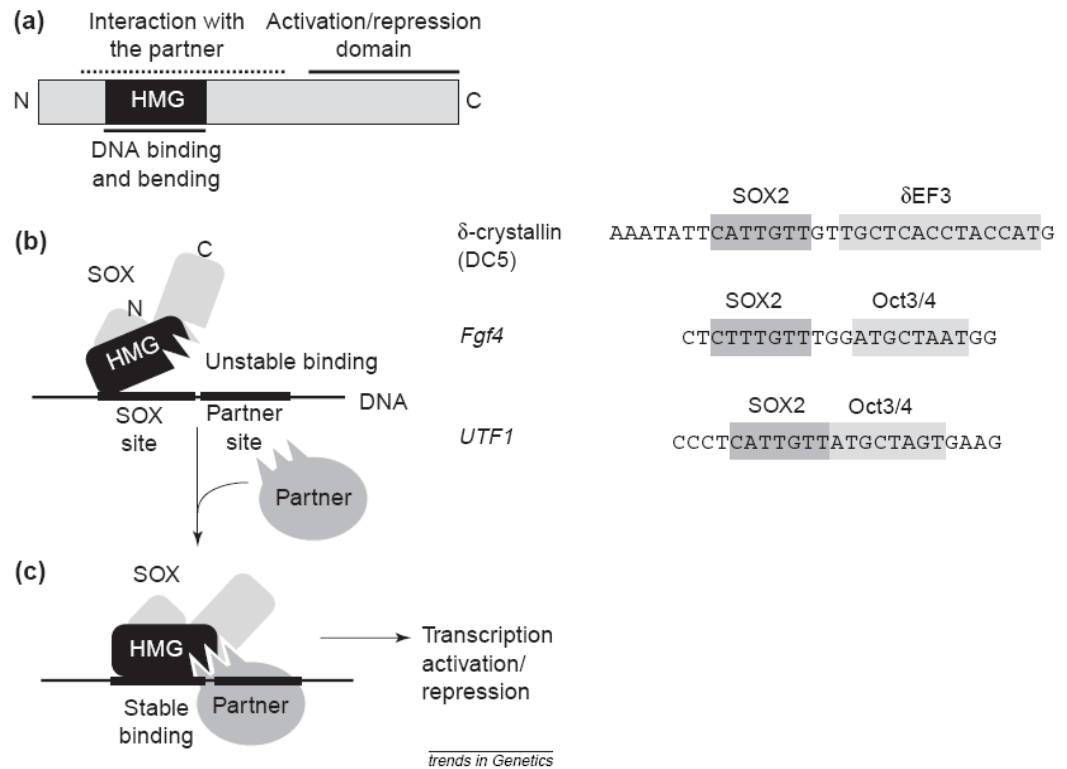 (a)
Interaction with
the partner
Activation/repression
domain
N
HMG
C
DNA binding
and bending
(b)
SOX
N
C
HMG
Unstable binding
DNA
SOX
site
Partner
site
Partner
(c)
SOX
HMG
Partner
Stable
binding
Transcription
activation/
repression
trends in Genetics
SOX2 δEF3
δ-crystallin
(DC5)
AAATATTCATTGTTGTTGCTCACCTACCATG
SOX2 Oct3/4
Fgf4 CTCTTTGTTTGGATGCTAATGG
SOX2 Oct3/4
UTF1 CCCTCATTGTTATGCTAGTGAAG